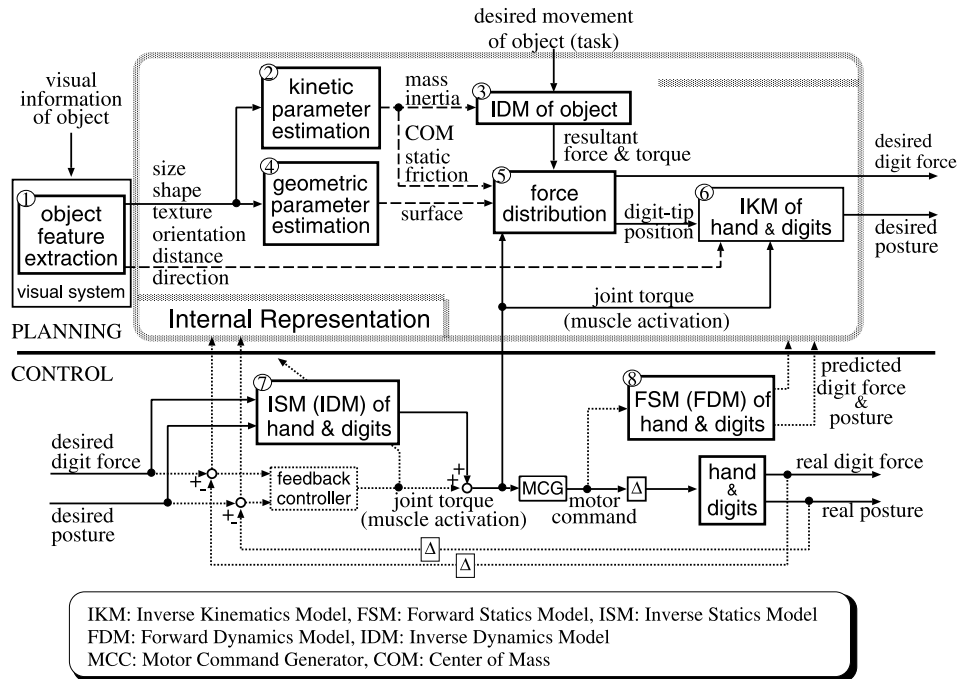 desired movement
of object (task)
visual
information
of object
②
kinetic
parameter
estimation
mass
inertia
③
IDM of object
COM
static
friction
resultant
force & torque
desired
digit force
①
object
feature
extraction
visual system
size
shape
texture
orientation
distance
direction
④
geometric
parameter
estimation
surface
⑤
force
distribution
digit-tip
position
⑥
IKM of
hand & digits
desired
posture
joint torque
(muscle activation)
Internal Representation
PLANNING
CONTROL
⑦
ISM (IDM) of
hand & digits
⑧
FSM (FDM) of
hand & digits
predicted
digit force
&
posture
desired
digit force
+
-
feedback
controller
+
+
joint torque
(muscle activation)
MCG
motor
command
Δ
hand
&
digits
real digit force
real posture
desired
posture
+
-
Δ
Δ
IKM: Inverse Kinematics Model, FSM: Forward Statics Model, ISM: Inverse Statics Model
FDM: Forward Dynamics Model, IDM: Inverse Dynamics Model
MCC: Motor Command Generator, COM: Center of Mass